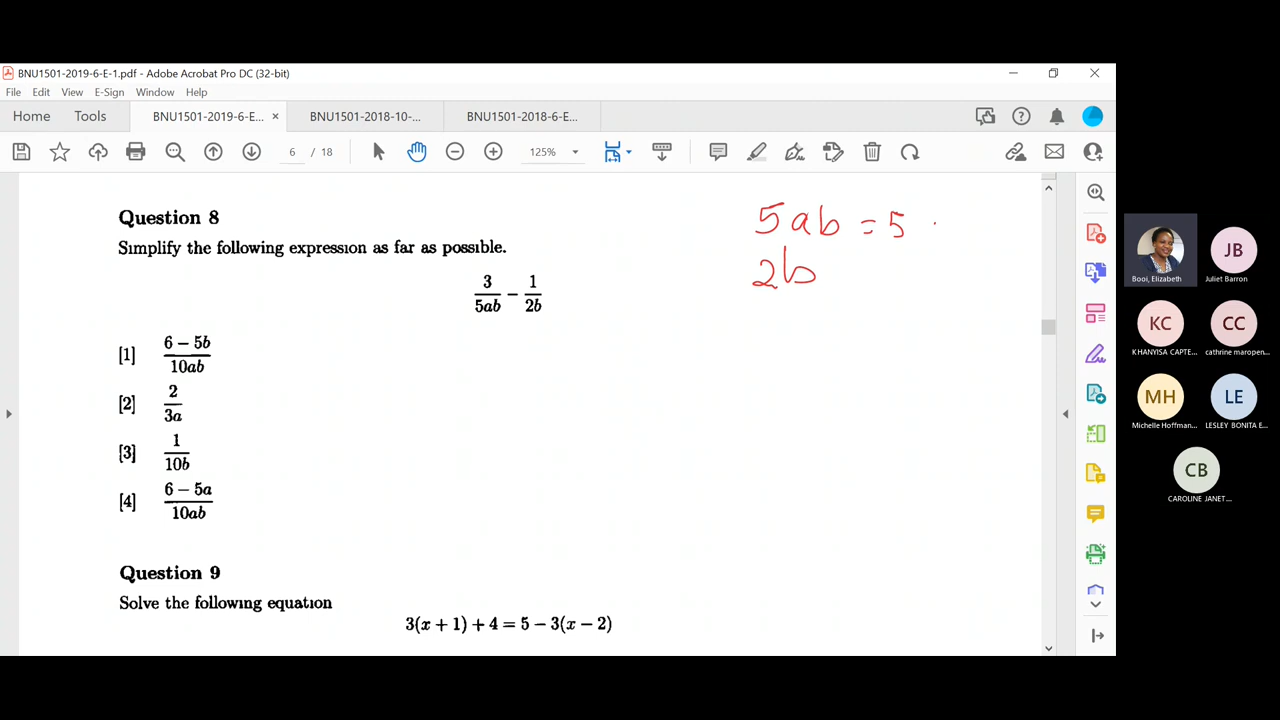 BNU1501-2019-6-E-1.pdf - Adobe Acrobat Pro DC (32-bit)
File Edit View E-Sign Window Help
Home Tools BNU1501-2019-6-E... × BNU1501-2018-10-... BNU1501-2018-6-E...
6 / 18 125%
Question 8
Simplify the following expression as far as possible.
3/5ab − 1/2b
5ab = 5 ·
2b
[1] 6 − 5b/10ab
[2] 2/3a
[3] 1/10b
[4] 6 − 5a/10ab
Question 9
Solve the following equation
3(x + 1) + 4 = 5 − 3(x − 2)
Booi, Elizabeth
JB
Juliet Barron
KC
KHANYISA CAPTE...
CC
cathrine maropen...
MH
Michelle Hoffman...
LE
LESLEY BONITA E...
CB
CAROLINE JANET...